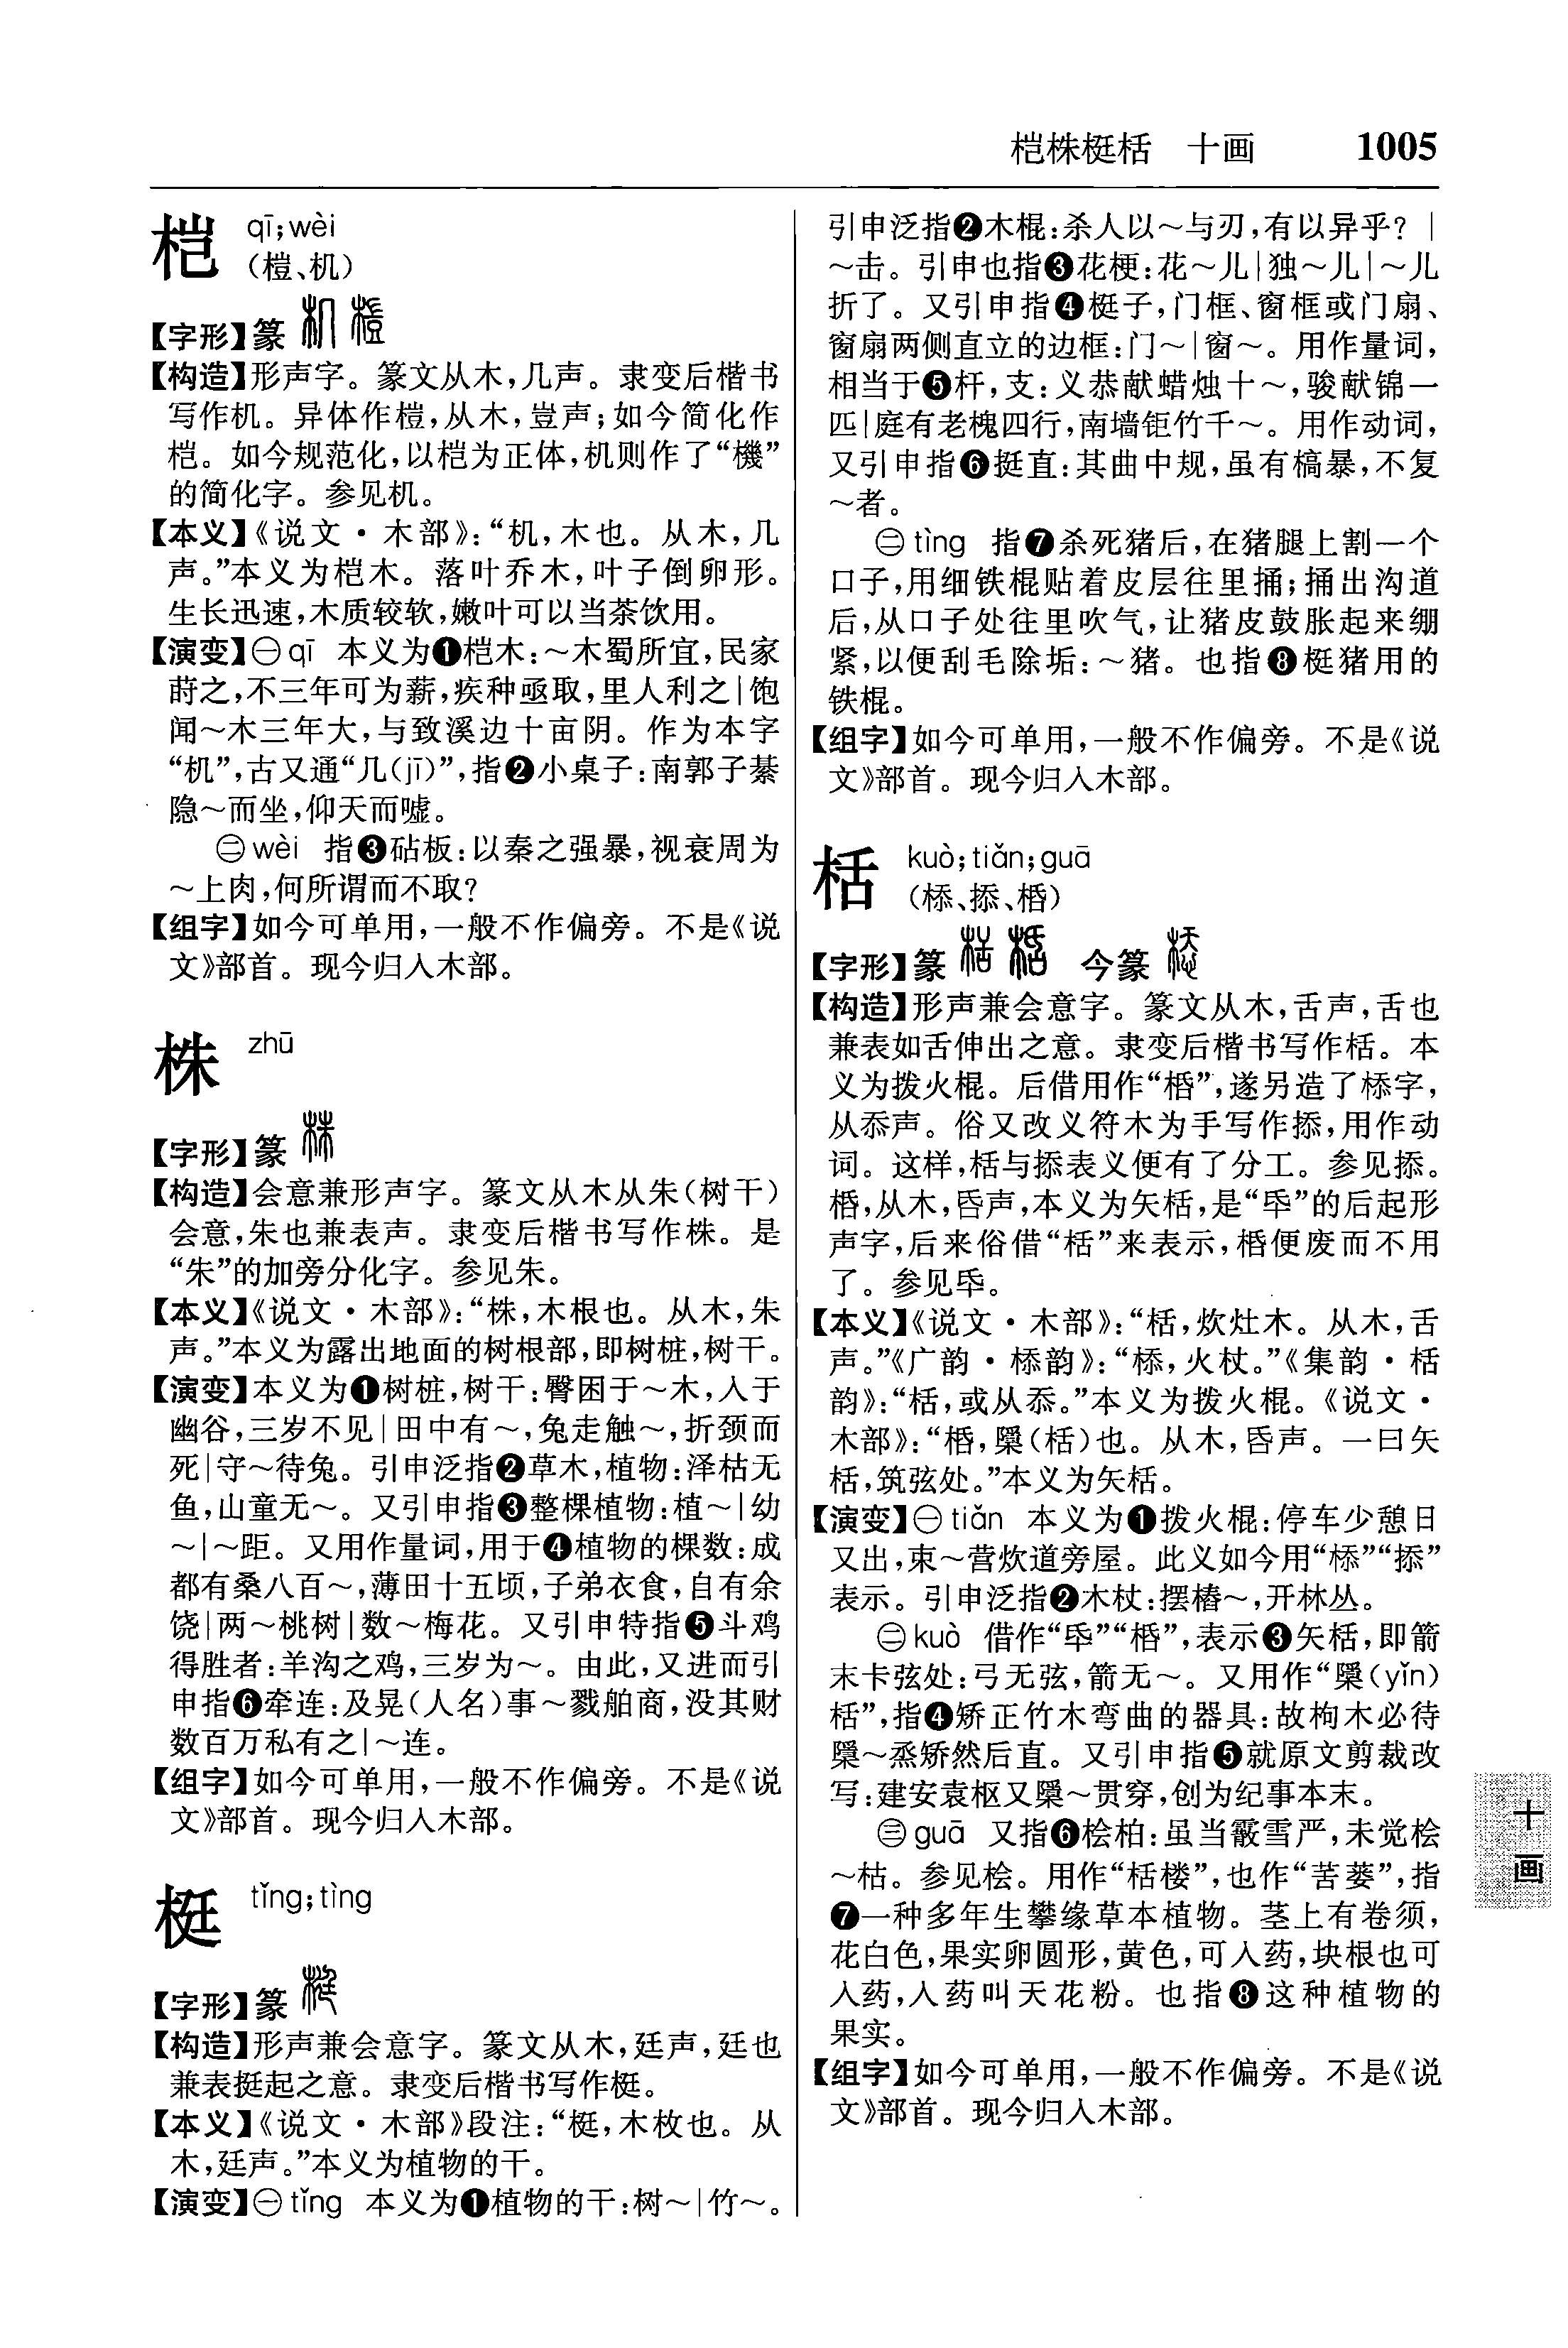 桤株梃栝　十画　1005
桤 qī;wèi
（榿、机）
【字形】篆
【构造】形声字。篆文从木,几声。隶变后楷书
写作机。异体作榿,从木,豈声;如今简化作
桤。如今规范化,以桤为正体,机则作了“機”
的简化字。参见机。
【本义】《说文·木部》:“机,木也。从木,几
声。”本义为桤木。落叶乔木,叶子倒卵形。
生长迅速,木质较软,嫩叶可以当茶饮用。
【演变】㊀qī 本义为❶桤木:～木蜀所宜,民家
莳之,不三年可为薪,疾种亟取,里人利之|饱
闻～木三年大,与致溪边十亩阴。作为本字
“机”,古又通“几(jī)”,指❷小桌子:南郭子綦
隐～而坐,仰天而嘘。
㊁wèi 指❸砧板:以秦之强暴,视衰周为
～上肉,何所谓而不取?
【组字】如今可单用,一般不作偏旁。不是《说
文》部首。现今归入木部。
株 zhū
【字形】篆
【构造】会意兼形声字。篆文从木从朱(树干)
会意,朱也兼表声。隶变后楷书写作株。是
“朱”的加旁分化字。参见朱。
【本义】《说文·木部》:“株,木根也。从木,朱
声。”本义为露出地面的树根部,即树桩,树干。
【演变】本义为❶树桩,树干:臀困于～木,入于
幽谷,三岁不见|田中有～,兔走触～,折颈而
死|守～待兔。引申泛指❷草木,植物:泽枯无
鱼,山童无～。又引申指❸整棵植物:植～|幼
～|～距。又用作量词,用于❹植物的棵数:成
都有桑八百～,薄田十五顷,子弟衣食,自有余
饶|两～桃树|数～梅花。又引申特指❺斗鸡
得胜者:羊沟之鸡,三岁为～。由此,又进而引
申指❻牵连:及晃(人名)事～戮舶商,没其财
数百万私有之|～连。
【组字】如今可单用,一般不作偏旁。不是《说
文》部首。现今归入木部。
梃 tǐng;tìng
【字形】篆
【构造】形声兼会意字。篆文从木,廷声,廷也
兼表挺起之意。隶变后楷书写作梃。
【本义】《说文·木部》段注:“梃,木枚也。从
木,廷声。”本义为植物的干。
【演变】㊀tǐng 本义为❶植物的干:树～|竹～。
引申泛指❷木棍:杀人以～与刃,有以异乎?|
～击。引申也指❸花梗:花～儿|独～儿|～儿
折了。又引申指❹梃子,门框、窗框或门扇、
窗扇两侧直立的边框:门～|窗～。用作量词,
相当于❺杆,支:义恭献蜡烛十～,骏献锦一
匹|庭有老槐四行,南墙钜竹千～。用作动词,
又引申指❻挺直:其曲中规,虽有槁暴,不复
～者。
㊁tìng 指❼杀死猪后,在猪腿上割一个
口子,用细铁棍贴着皮层往里捅;捅出沟道
后,从口子处往里吹气,让猪皮鼓胀起来绷
紧,以便刮毛除垢:～猪。也指❽梃猪用的
铁棍。
【组字】如今可单用,一般不作偏旁。不是《说
文》部首。现今归入木部。
栝 kuò;tiǎn;guā
（㮇、掭、㮯）
【字形】篆　今篆
【构造】形声兼会意字。篆文从木,舌声,舌也
兼表如舌伸出之意。隶变后楷书写作栝。本
义为拨火棍。后借用作“㮯”,遂另造了㮇字,
从忝声。俗又改义符木为手写作掭,用作动
词。这样,栝与掭表义便有了分工。参见掭。
㮯,从木,昏声,本义为矢栝,是“氒”的后起形
声字,后来俗借“栝”来表示,㮯便废而不用
了。参见氒。
【本义】《说文·木部》:“栝,炊灶木。从木,舌
声。”《广韵·㮇韵》:“㮇,火杖。”《集韵·栝
韵》:“栝,或从忝。”本义为拨火棍。《说文·
木部》:“㮯,檃(栝)也。从木,昏声。一曰矢
栝,筑弦处。”本义为矢栝。
【演变】㊀tiǎn 本义为❶拨火棍:停车少憩日
又出,束～营炊道旁屋。此义如今用“㮇”“掭”
表示。引申泛指❷木杖:摆樁～,开林丛。
㊁kuò 借作“氒”“㮯”,表示❸矢栝,即箭
末卡弦处:弓无弦,箭无～。又用作“檃(yǐn)
栝”,指❹矫正竹木弯曲的器具:故枸木必待
檃～烝矫然后直。又引申指❺就原文剪裁改
写:建安袁枢又檃～贯穿,创为纪事本末。
㊂guā 又指❻桧柏:虽当霰雪严,未觉桧
～枯。参见桧。用作“栝楼”,也作“苦蒌”,指
❼一种多年生攀缘草本植物。茎上有卷须,
花白色,果实卵圆形,黄色,可入药,块根也可
入药,入药叫天花粉。也指❽这种植物的
果实。
【组字】如今可单用,一般不作偏旁。不是《说
文》部首。现今归入木部。
十
画